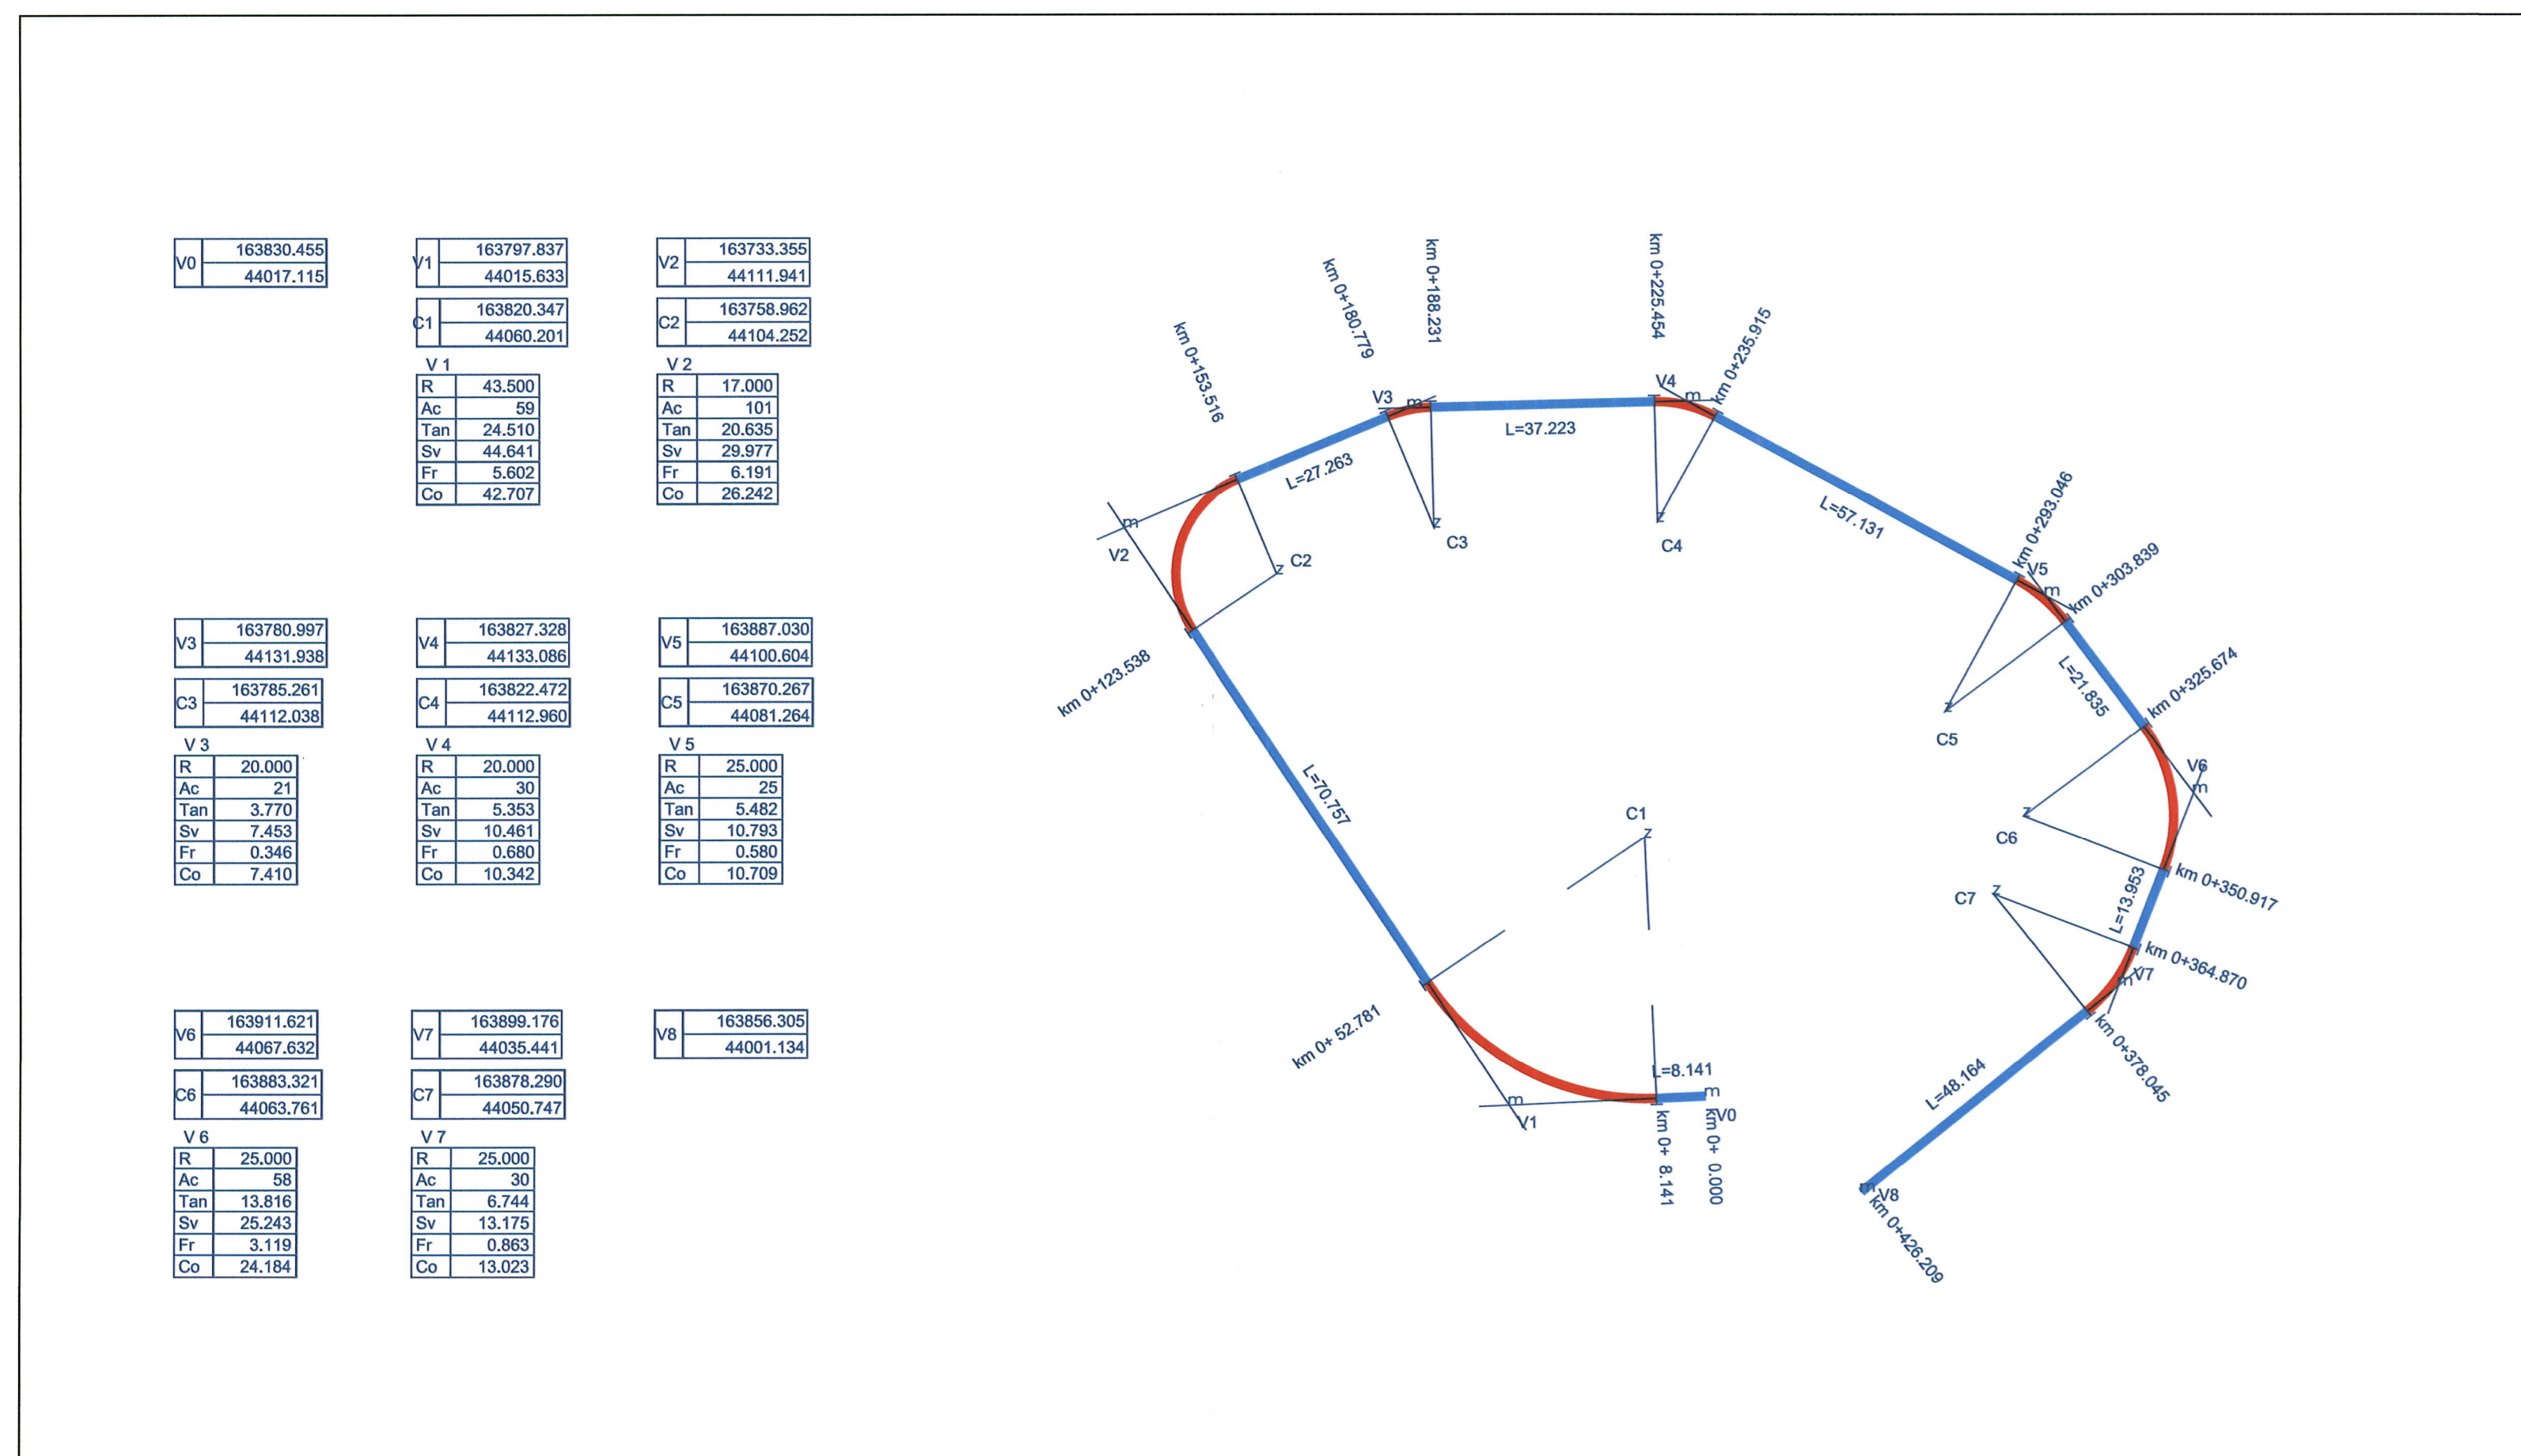 V0 163830.455
44017.115
V1 163797.837
44015.633
V2 163733.355
44111.941
C1 163820.347
44060.201
C2 163758.962
44104.252
V 1
R 43.500
Ac 59
Tan 24.510
Sv 44.641
Fr 5.602
Co 42.707
V 2
R 17.000
Ac 101
Tan 20.635
Sv 29.977
Fr 6.191
Co 26.242
V3 163780.997
44131.938
V4 163827.328
44133.086
V5 163887.030
44100.604
C3 163785.261
44112.038
C4 163822.472
44112.960
C5 163870.267
44081.264
V 3
R 20.000
Ac 21
Tan 3.770
Sv 7.453
Fr 0.346
Co 7.410
V 4
R 20.000
Ac 30
Tan 5.353
Sv 10.461
Fr 0.680
Co 10.342
V 5
R 25.000
Ac 25
Tan 5.482
Sv 10.793
Fr 0.580
Co 10.709
V6 163911.621
44067.632
V7 163899.176
44035.441
V8 163856.305
44001.134
C6 163883.321
44063.761
C7 163878.290
44050.747
V 6
R 25.000
Ac 58
Tan 13.816
Sv 25.243
Fr 3.119
Co 24.184
V 7
R 25.000
Ac 30
Tan 6.744
Sv 13.175
Fr 0.863
Co 13.023
m
V0
km 0+ 0.000
L=8.141
km 0+ 8.141
m
V1
z
C1
km 0+ 52.781
L=70.757
km 0+123.538
m
V2
z
C2
km 0+153.516
L=27.263
km 0+180.779
V3
m
z
C3
km 0+188.231
L=37.223
km 0+225.454
V4
m
z
C4
km 0+235.915
L=57.131
km 0+293.046
V5
m
z
C5
km 0+303.839
L=21.835
km 0+325.674
V6
m
z
C6
km 0+350.917
L=13.953
km 0+364.870
m
V7
z
C7
km 0+378.045
L=48.164
m
V8
km 0+426.209